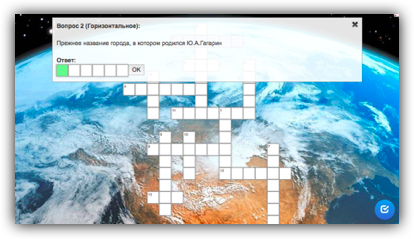 Вопрос 2 (Горизонтальное):
Прежнее название города, в котором родился Ю.А.Гагарин
Ответ:
OK